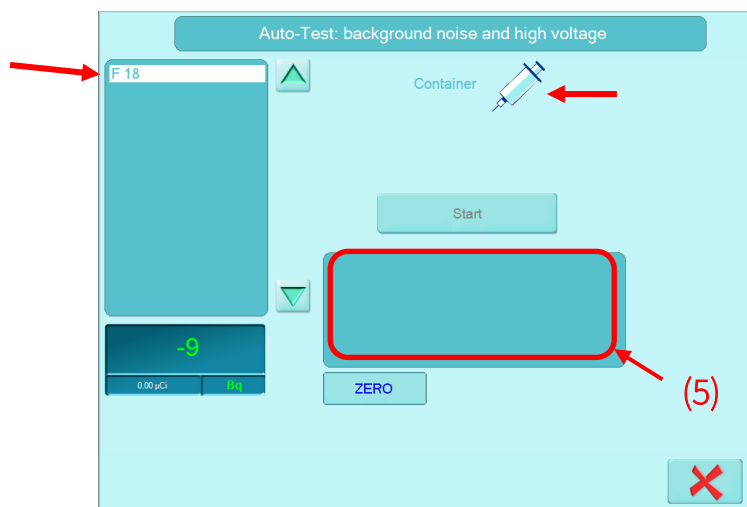 Auto-Test: background noise and high voltage
F 18
Container
Start
-9
0.00 µCi
Bq
ZERO
(5)